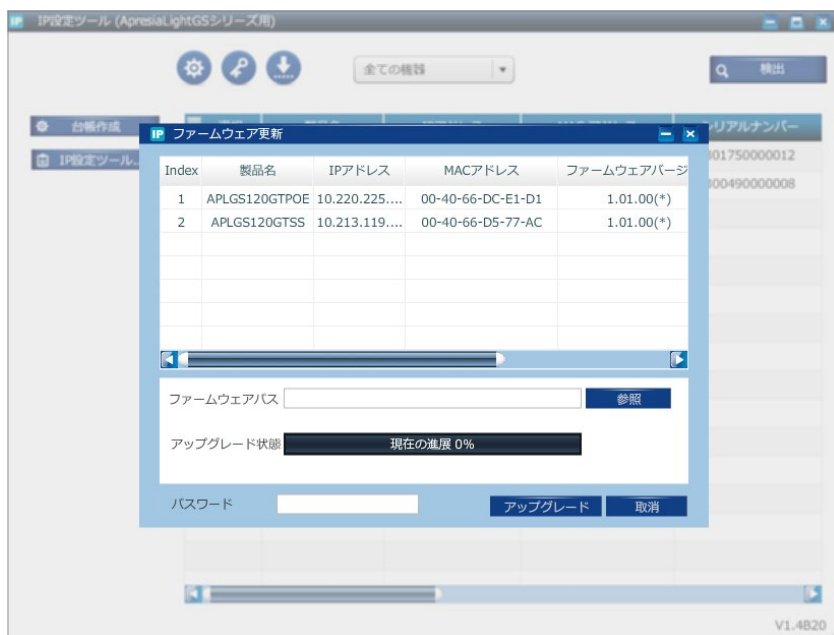 IP IP設定ツール (ApresiaLightGSシリーズ用)
全ての機器
検出
台帳作成
IP設定ツール...
シリアルナンバー
01750000012
00490000008
IP ファームウェア更新
Index 製品名 IPアドレス MACアドレス ファームウェアバージ
1 APLGS120GTPOE 10.220.225.... 00-40-66-DC-E1-D1 1.01.00(*)
2 APLGS120GTSS 10.213.119.... 00-40-66-D5-77-AC 1.01.00(*)
ファームウェアパス 参照
アップグレード状態 現在の進展 0%
パスワード アップグレード 取消
V1.4B20